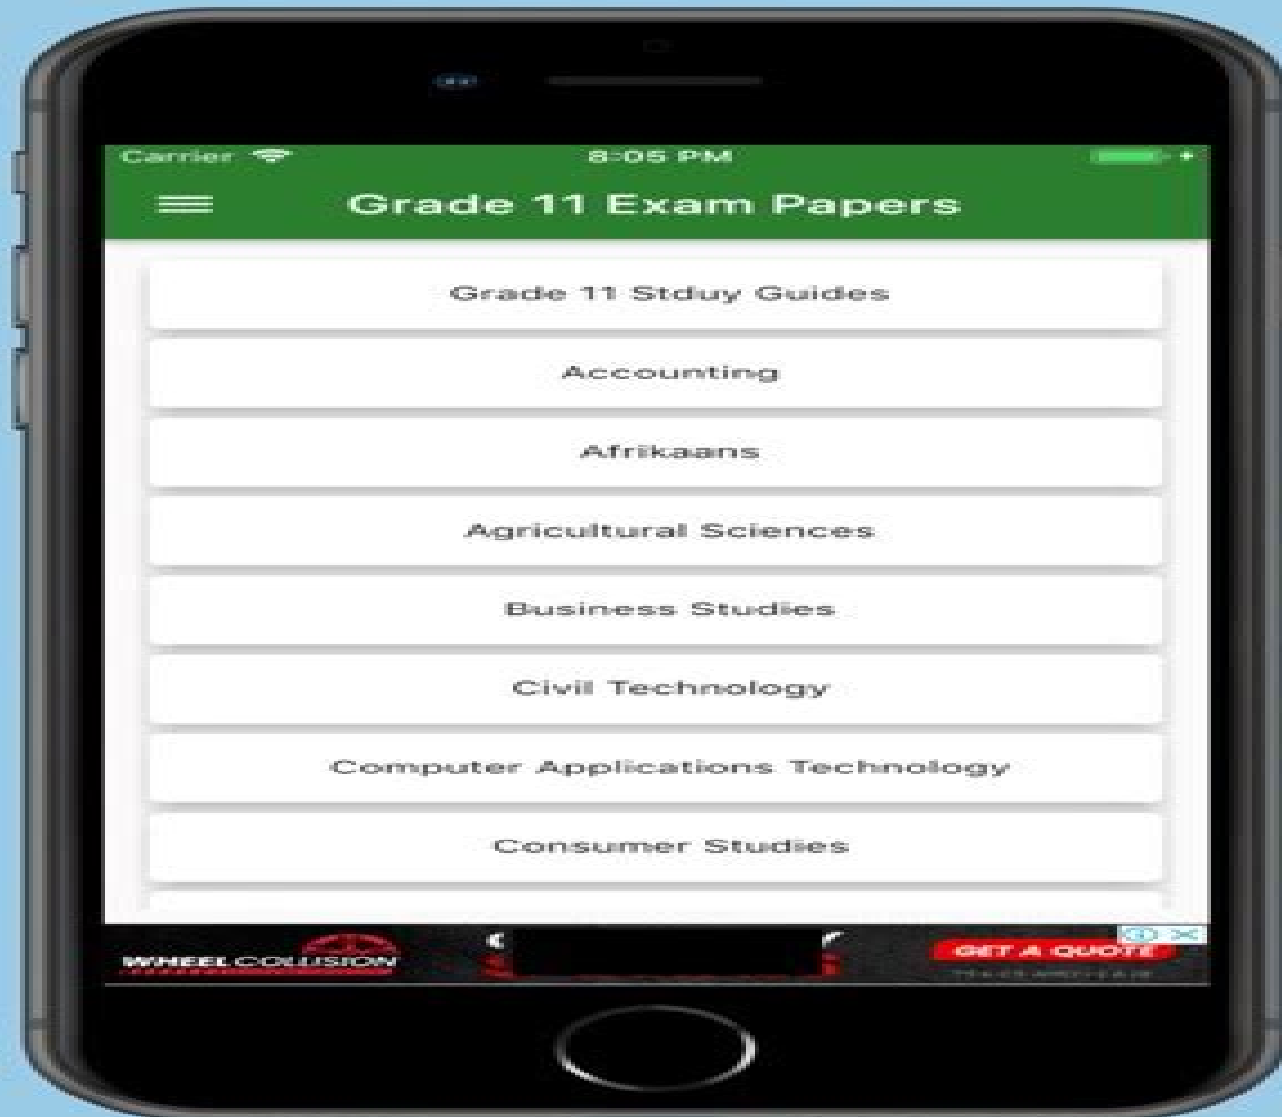 Carrier
8:05 PM
Grade 11 Exam Papers
Grade 11 Stduy Guides
Accounting
Afrikaans
Agricultural Sciences
Business Studies
Civil Technology
Computer Applications Technology
Consumer Studies
WHEEL COLLISION
GET A QUOTE